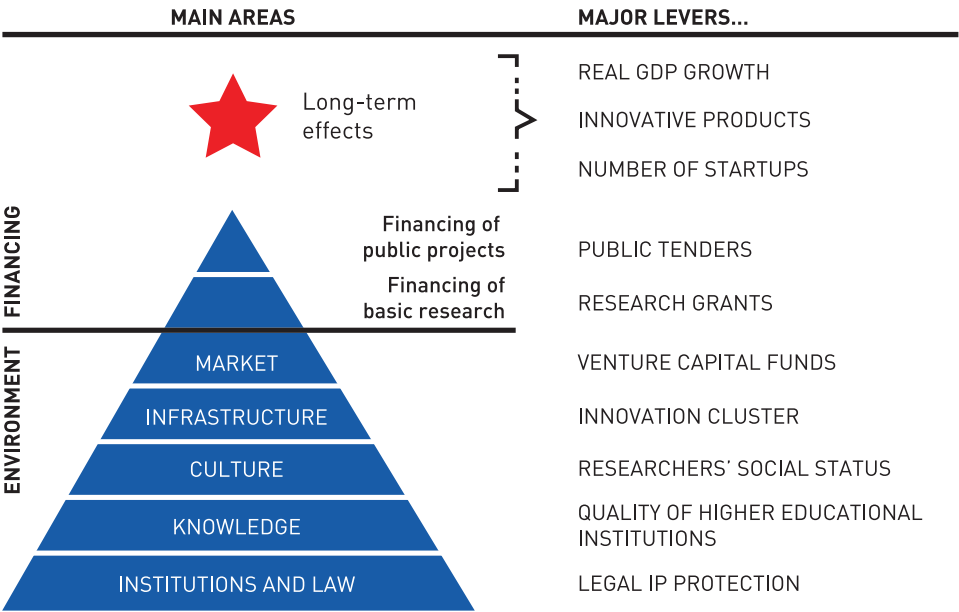 MAIN AREAS
MAJOR LEVERS...
Long-term
effects
REAL GDP GROWTH
INNOVATIVE PRODUCTS
NUMBER OF STARTUPS
FINANCING
Financing of
public projects
PUBLIC TENDERS
Financing of
basic research
RESEARCH GRANTS
ENVIRONMENT
MARKET
VENTURE CAPITAL FUNDS
INFRASTRUCTURE
INNOVATION CLUSTER
CULTURE
RESEARCHERS’ SOCIAL STATUS
KNOWLEDGE
QUALITY OF HIGHER EDUCATIONAL
INSTITUTIONS
INSTITUTIONS AND LAW
LEGAL IP PROTECTION